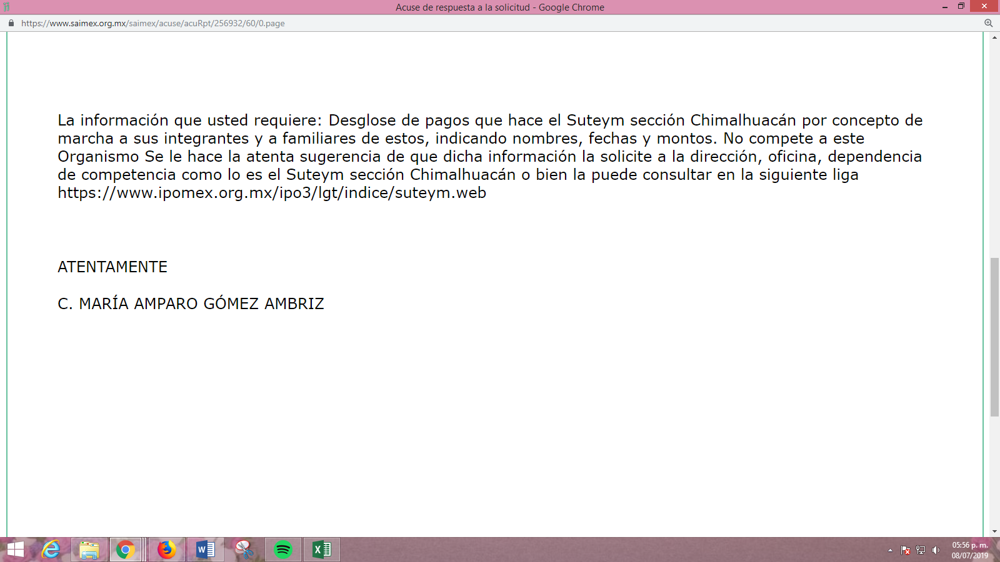 Acuse de respuesta a la solicitud - Google Chrome
https://www.saimex.org.mx/saimex/acuse/acuRpt/256932/60/0.page
La información que usted requiere: Desglose de pagos que hace el Suteym sección Chimalhuacán por concepto de
marcha a sus integrantes y a familiares de estos, indicando nombres, fechas y montos. No compete a este
Organismo Se le hace la atenta sugerencia de que dicha información la solicite a la dirección, oficina, dependencia
de competencia como lo es el Suteym sección Chimalhuacán o bien la puede consultar en la siguiente liga
https://www.ipomex.org.mx/ipo3/lgt/indice/suteym.web
ATENTAMENTE
C. MARÍA AMPARO GÓMEZ AMBRIZ
05:56 p. m.
08/07/2019